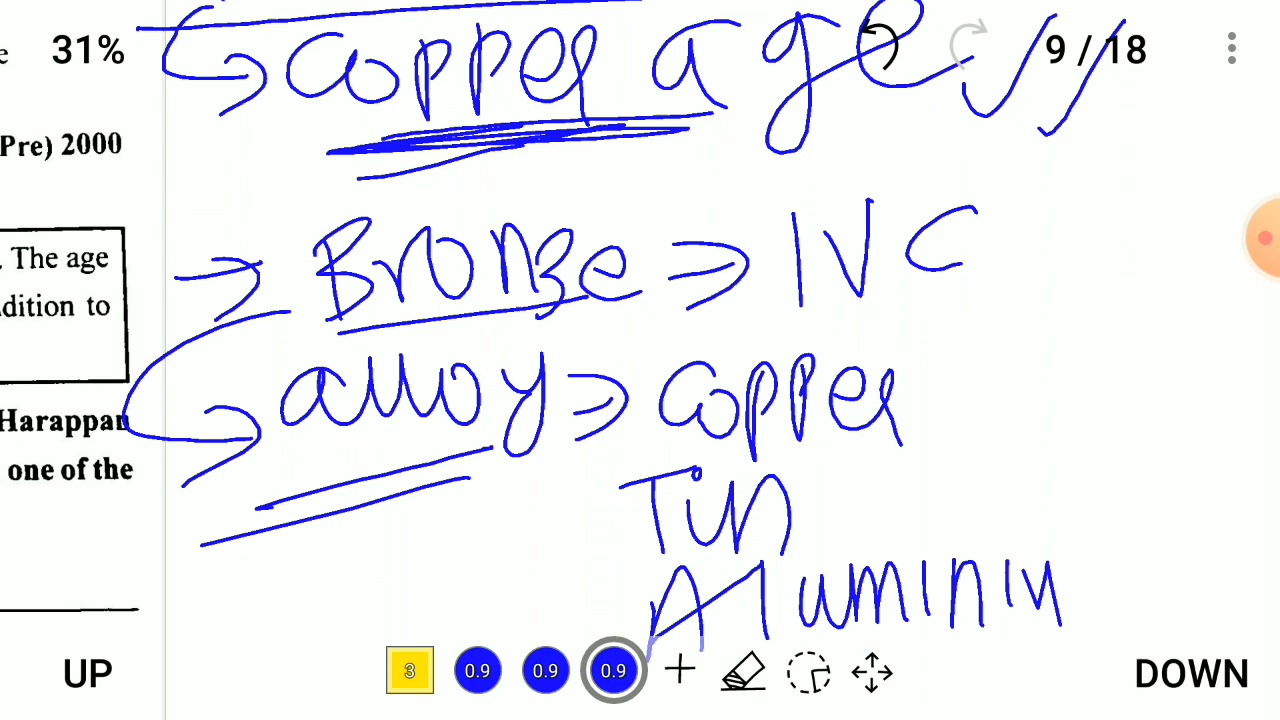 e 31%
9 / 18
copper age
Pre) 2000
→ Bronze ⇒ IVC
. The age
dition to
alloy ⇒ copper
Harappan
one of the
Tin
Aluminiu
3 0.9 0.9 0.9
UP
DOWN